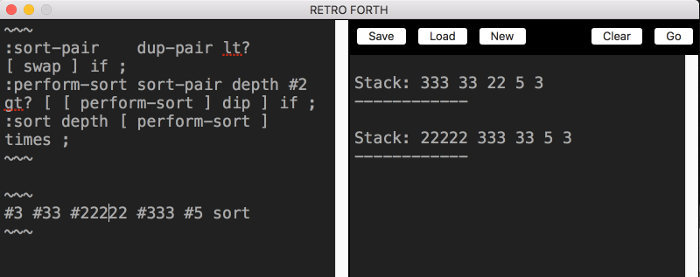 RETRO FORTH
~~~
:sort-pair    dup-pair lt?
[ swap ] if ;
:perform-sort sort-pair depth #2
gt? [ [ perform-sort ] dip ] if ;
:sort depth [ perform-sort ]
times ;
~~~
~~~
#3 #33 #22222 #333 #5 sort
~~~
Save Load New Clear Go
Stack: 333 33 22 5 3
------------
Stack: 22222 333 33 5 3
------------